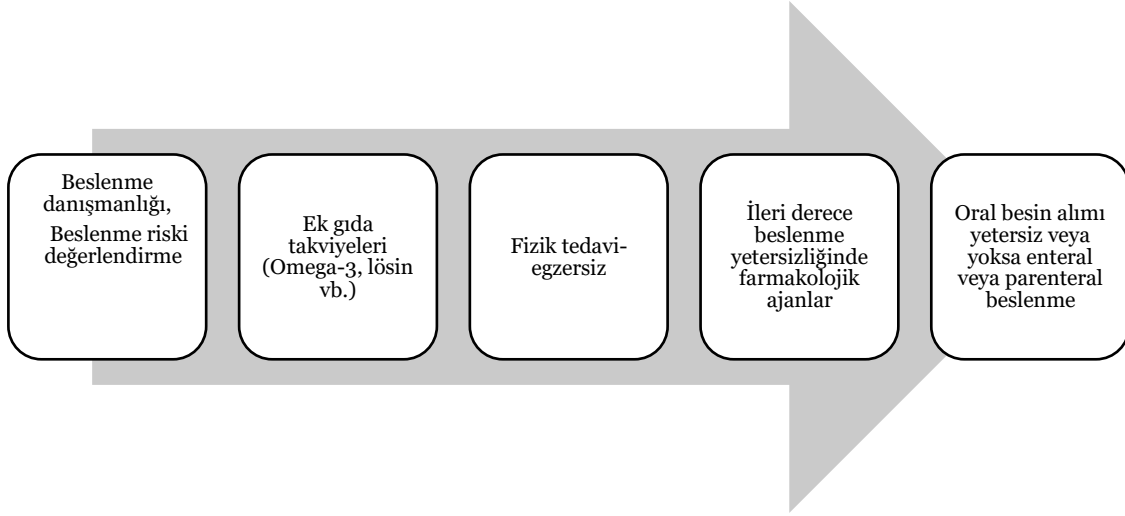 Beslenme
danışmanlığı,
Beslenme riski
değerlendirme
Ek gıda
takviyeleri
(Omega-3, lösin
vb.)
Fizik tedavi-
egzersiz
İleri derece
beslenme
yetersizliğinde
farmakolojik
ajanlar
Oral besin alımı
yetersiz veya
yoksa enteral
veya parenteral
beslenme